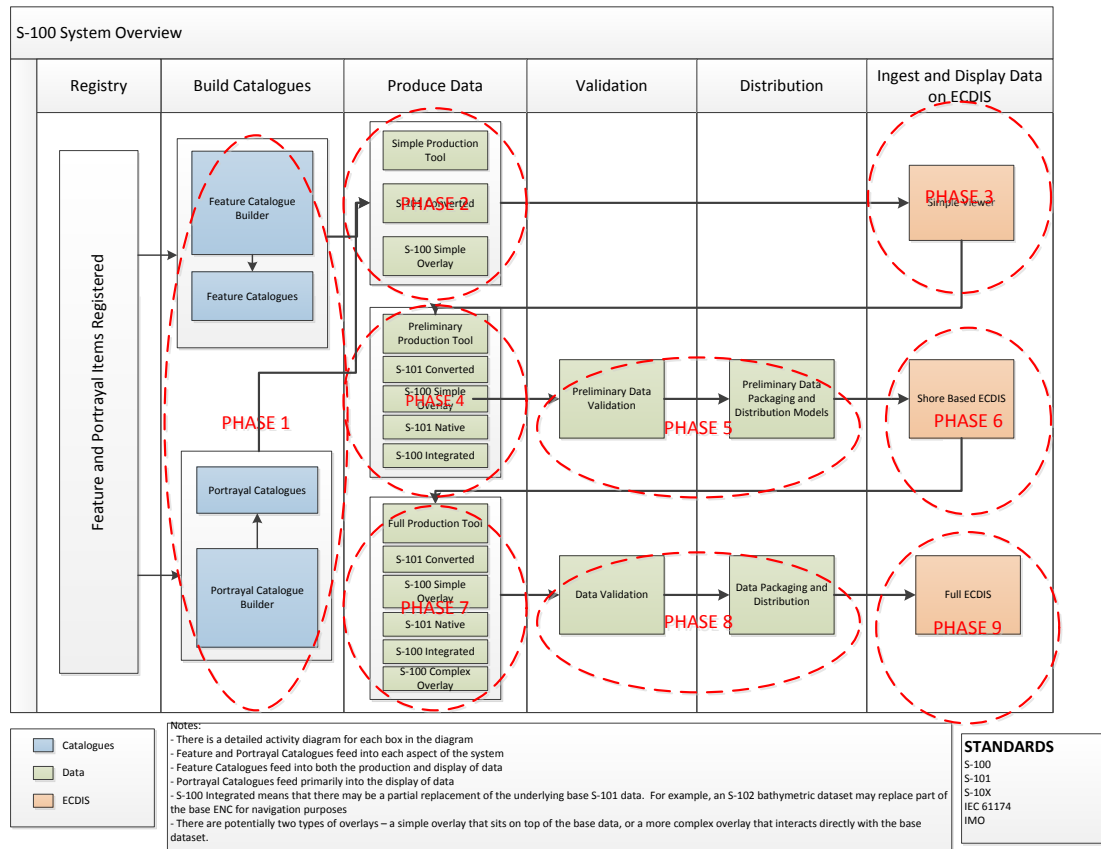 S-100 System Overview
Registry
Build Catalogues
Produce Data
Validation
Distribution
Ingest and Display Data
on ECDIS
Feature and Portrayal Items Registered
Feature Catalogue
Builder
Feature Catalogues
PHASE 1
Portrayal Catalogues
Portrayal Catalogue
Builder
Simple Production
Tool
S-101 Converted
PHASE 2
S-100 Simple
Overlay
Simple Viewer
PHASE 3
Preliminary
Production Tool
S-101 Converted
S-100 Simple
Overlay
PHASE 4
S-101 Native
S-100 Integrated
Preliminary Data
Validation
PHASE 5
Preliminary Data
Packaging and
Distribution Models
Shore Based ECDIS
PHASE 6
Full Production Tool
S-101 Converted
S-100 Simple
Overlay
PHASE 7
S-101 Native
S-100 Integrated
S-100 Complex
Overlay
Data Validation
PHASE 8
Data Packaging and
Distribution
Full ECDIS
PHASE 9
Catalogues
Data
ECDIS
Notes:
- There is a detailed activity diagram for each box in the diagram
- Feature and Portrayal Catalogues feed into each aspect of the system
- Feature Catalogues feed into both the production and display of data
- Portrayal Catalogues feed primarily into the display of data
- S-100 Integrated means that there may be a partial replacement of the underlying base S-101 data. For example, an S-102 bathymetric dataset may replace part
of the base ENC for navigation purposes
- There are potentially two types of overlays – a simple overlay that sits on top of the base data, or a more complex overlay that interacts directly with the base
dataset.
STANDARDS
S-100
S-101
S-10X
IEC 61174
IMO